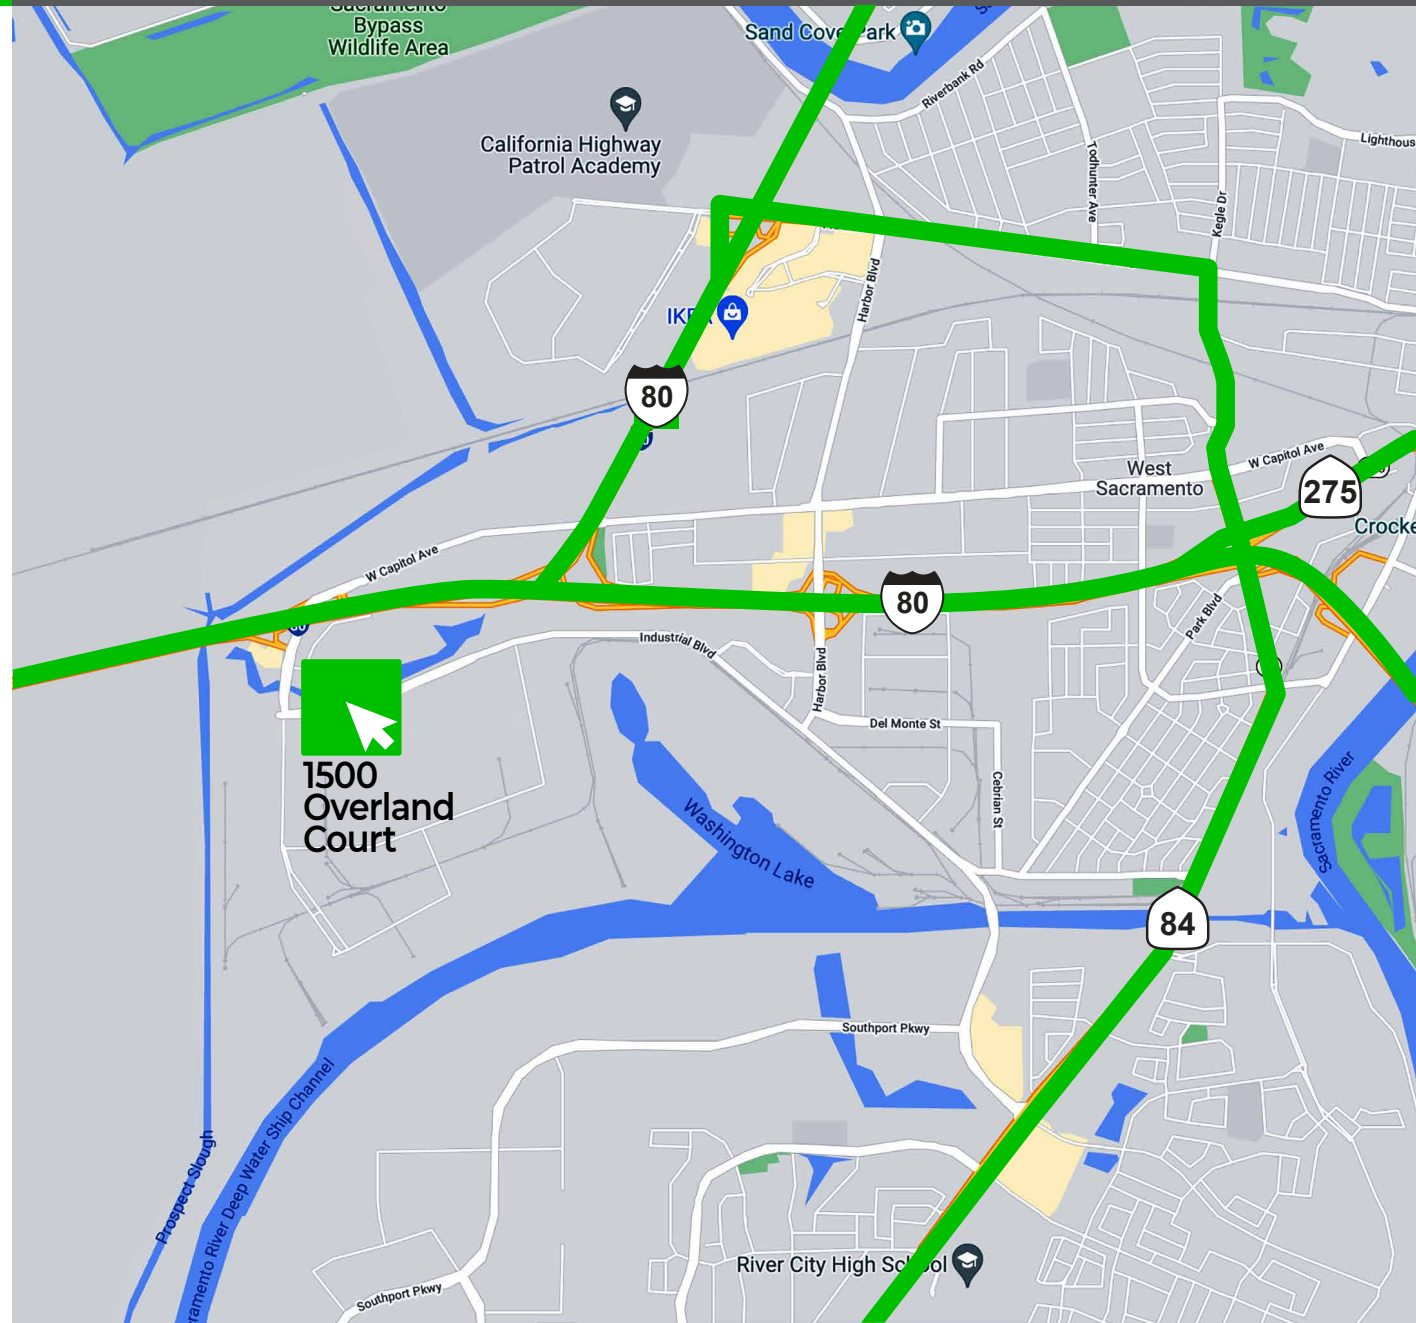 Sacramento
Bypass
Wildlife Area
Sand Cove Park
Riverbank Rd
California Highway
Patrol Academy
Todhunter Ave
Lighthous
Kegle Dr
Harbor Blvd
IKEA
80
West
Sacramento
W Capitol Ave
275
Crocke
W Capitol Ave
80
Park Blvd
Industrial Blvd
Harbor Blvd
Del Monte St
1500
Overland
Court
Cebrian St
Washington Lake
Sacramento River
84
Southport Pkwy
Prospect Slough
ramento River Deep Water Ship Channel
River City High School
Southport Pkwy